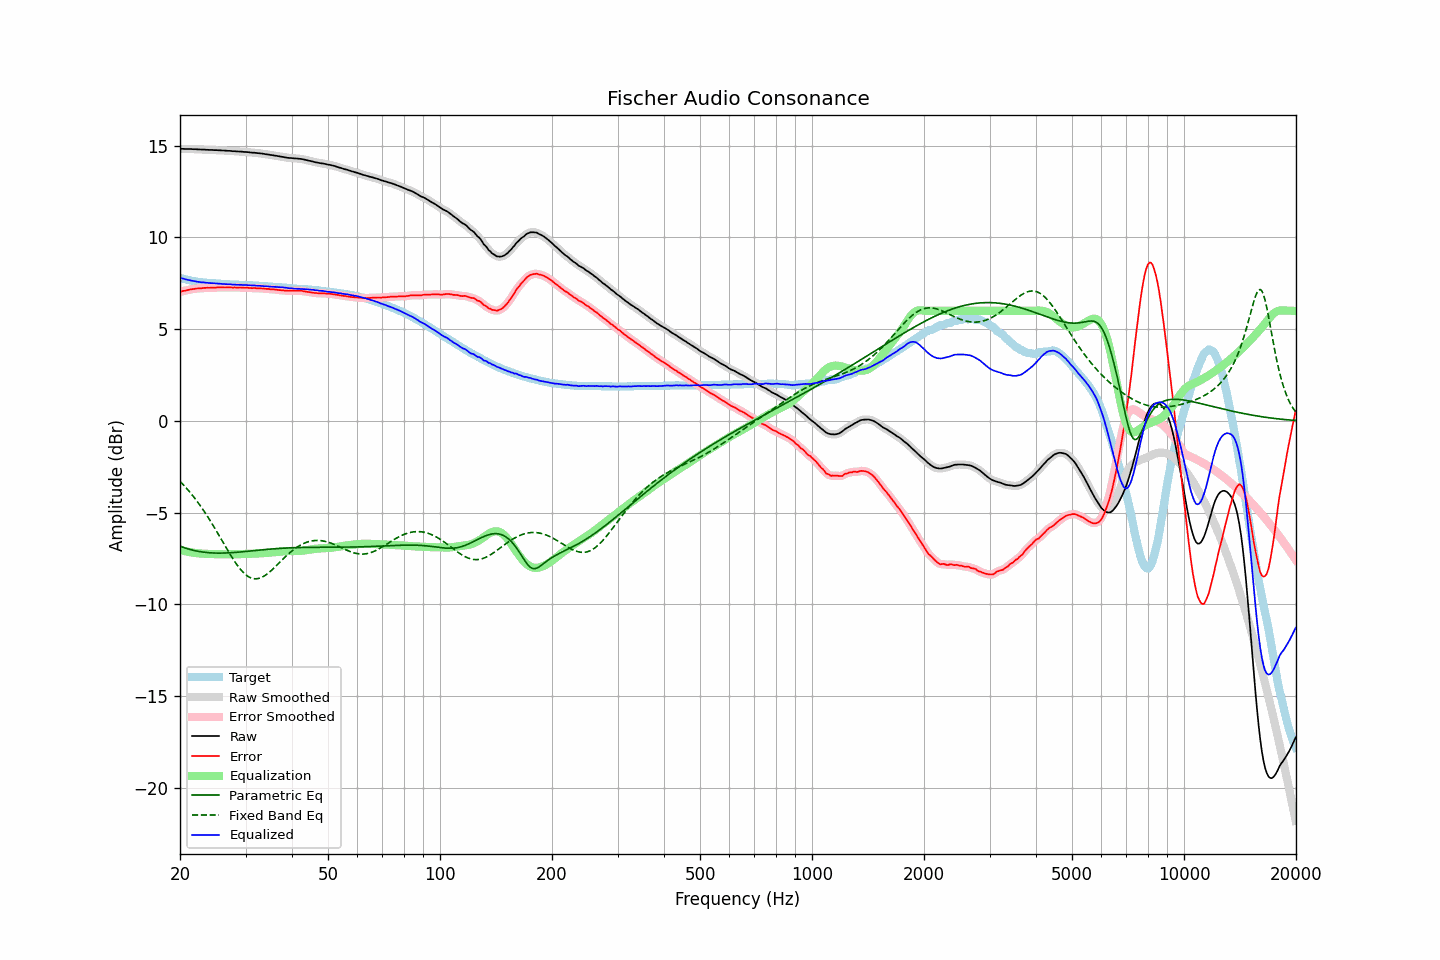 Fischer Audio Consonance
Amplitude (dBr)
15
10
5
0
−5
−10
−15
−20
Target
Raw Smoothed
Error Smoothed
Raw
Error
Equalization
Parametric Eq
Fixed Band Eq
Equalized
20 50 100 200 500 1000 2000 5000 10000 20000
Frequency (Hz)